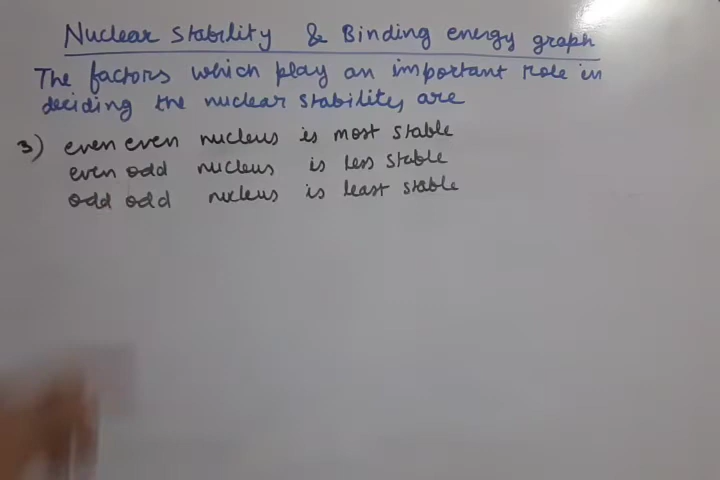 Nuclear Stability & Binding energy graph
The factors which play an important role in
deciding the nuclear stability, are
3) even even nucleus is most stable
even odd nucleus is less stable
odd odd nucleus is least stable